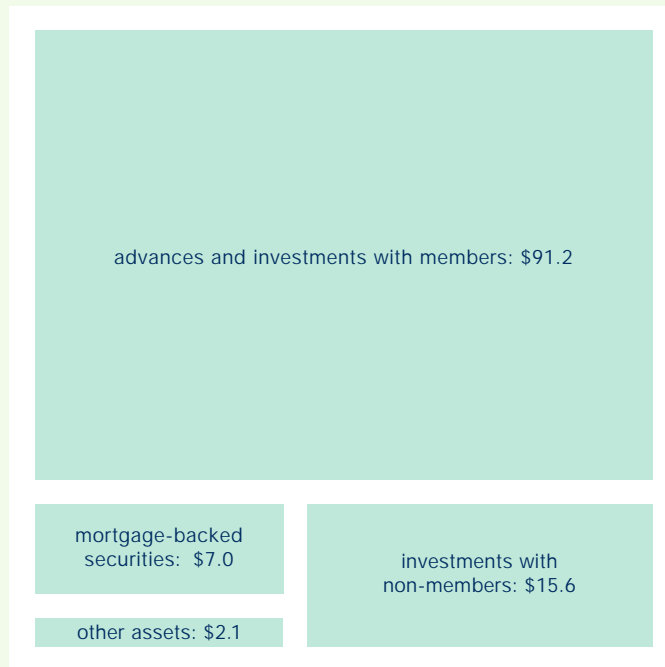 advances and investments with members: $91.2
mortgage-backed
securities:  $7.0
investments with
non-members: $15.6
other assets: $2.1